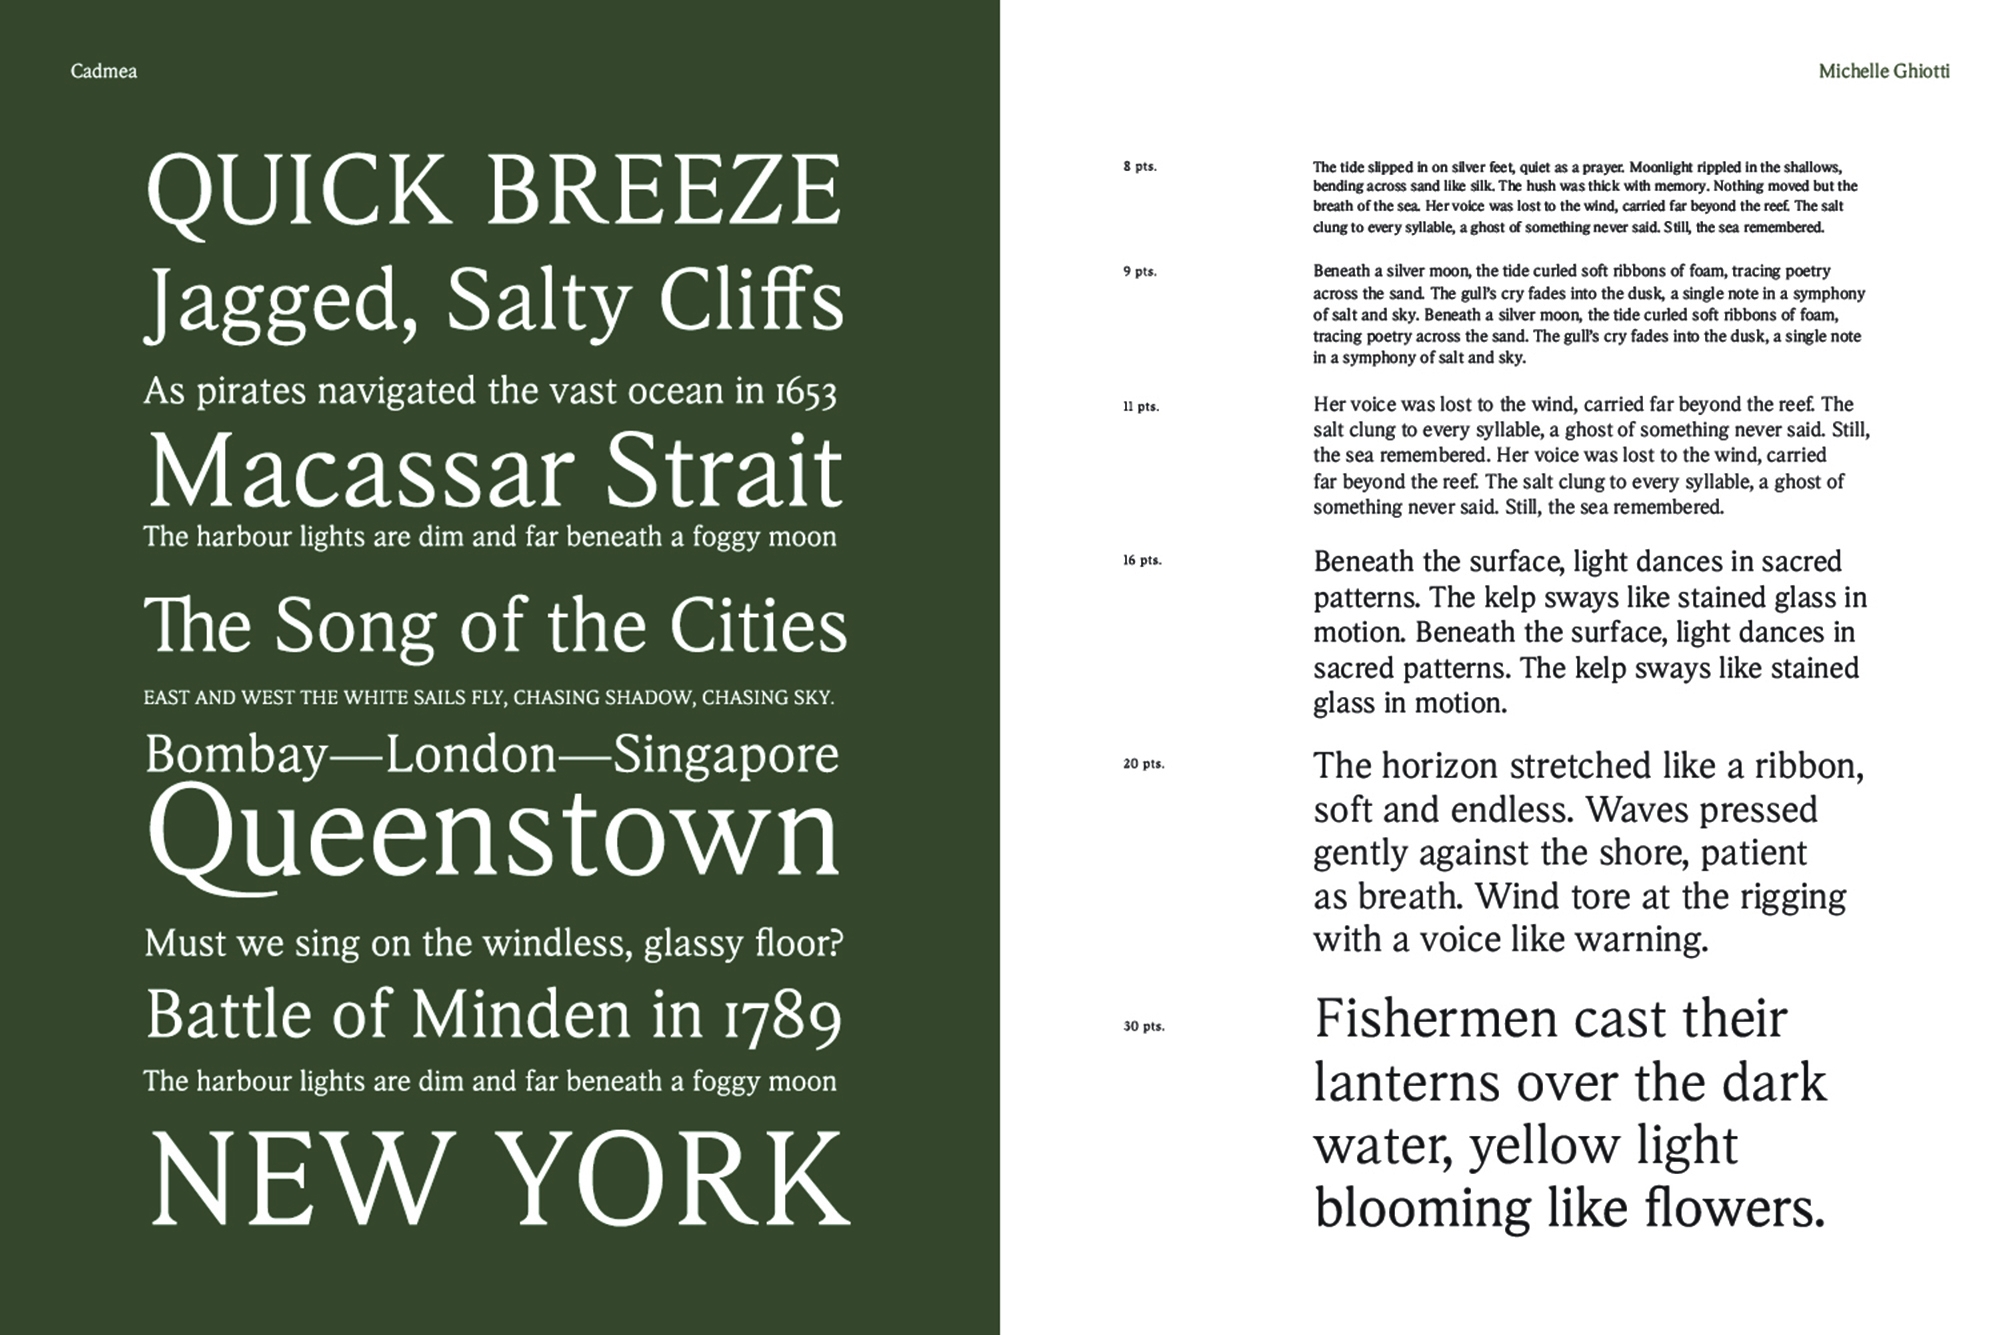 Cadmea
QUICK BREEZE
Jagged, Salty Cliffs
As pirates navigated the vast ocean in 1653
Macassar Strait
The harbour lights are dim and far beneath a foggy moon
The Song of the Cities
EAST AND WEST THE WHITE SAILS FLY, CHASING SHADOW, CHASING SKY.
Bombay—London—Singapore
Queenstown
Must we sing on the windless, glassy floor?
Battle of Minden in 1789
The harbour lights are dim and far beneath a foggy moon
NEW YORK
Michelle Ghiotti
8 pts.
The tide slipped in on silver feet, quiet as a prayer. Moonlight rippled in the shallows,
bending across sand like silk. The hush was thick with memory. Nothing moved but the
breath of the sea. Her voice was lost to the wind, carried far beyond the reef. The salt
clung to every syllable, a ghost of something never said. Still, the sea remembered.
9 pts.
Beneath a silver moon, the tide curled soft ribbons of foam, tracing poetry
across the sand. The gull's cry fades into the dusk, a single note in a symphony
of salt and sky. Beneath a silver moon, the tide curled soft ribbons of foam,
tracing poetry across the sand. The gull's cry fades into the dusk, a single note
in a symphony of salt and sky.
11 pts.
Her voice was lost to the wind, carried far beyond the reef. The
salt clung to every syllable, a ghost of something never said. Still,
the sea remembered. Her voice was lost to the wind, carried
far beyond the reef. The salt clung to every syllable, a ghost of
something never said. Still, the sea remembered.
16 pts.
Beneath the surface, light dances in sacred
patterns. The kelp sways like stained glass in
motion. Beneath the surface, light dances in
sacred patterns. The kelp sways like stained
glass in motion.
20 pts.
The horizon stretched like a ribbon,
soft and endless. Waves pressed
gently against the shore, patient
as breath. Wind tore at the rigging
with a voice like warning.
30 pts.
Fishermen cast their
lanterns over the dark
water, yellow light
blooming like flowers.